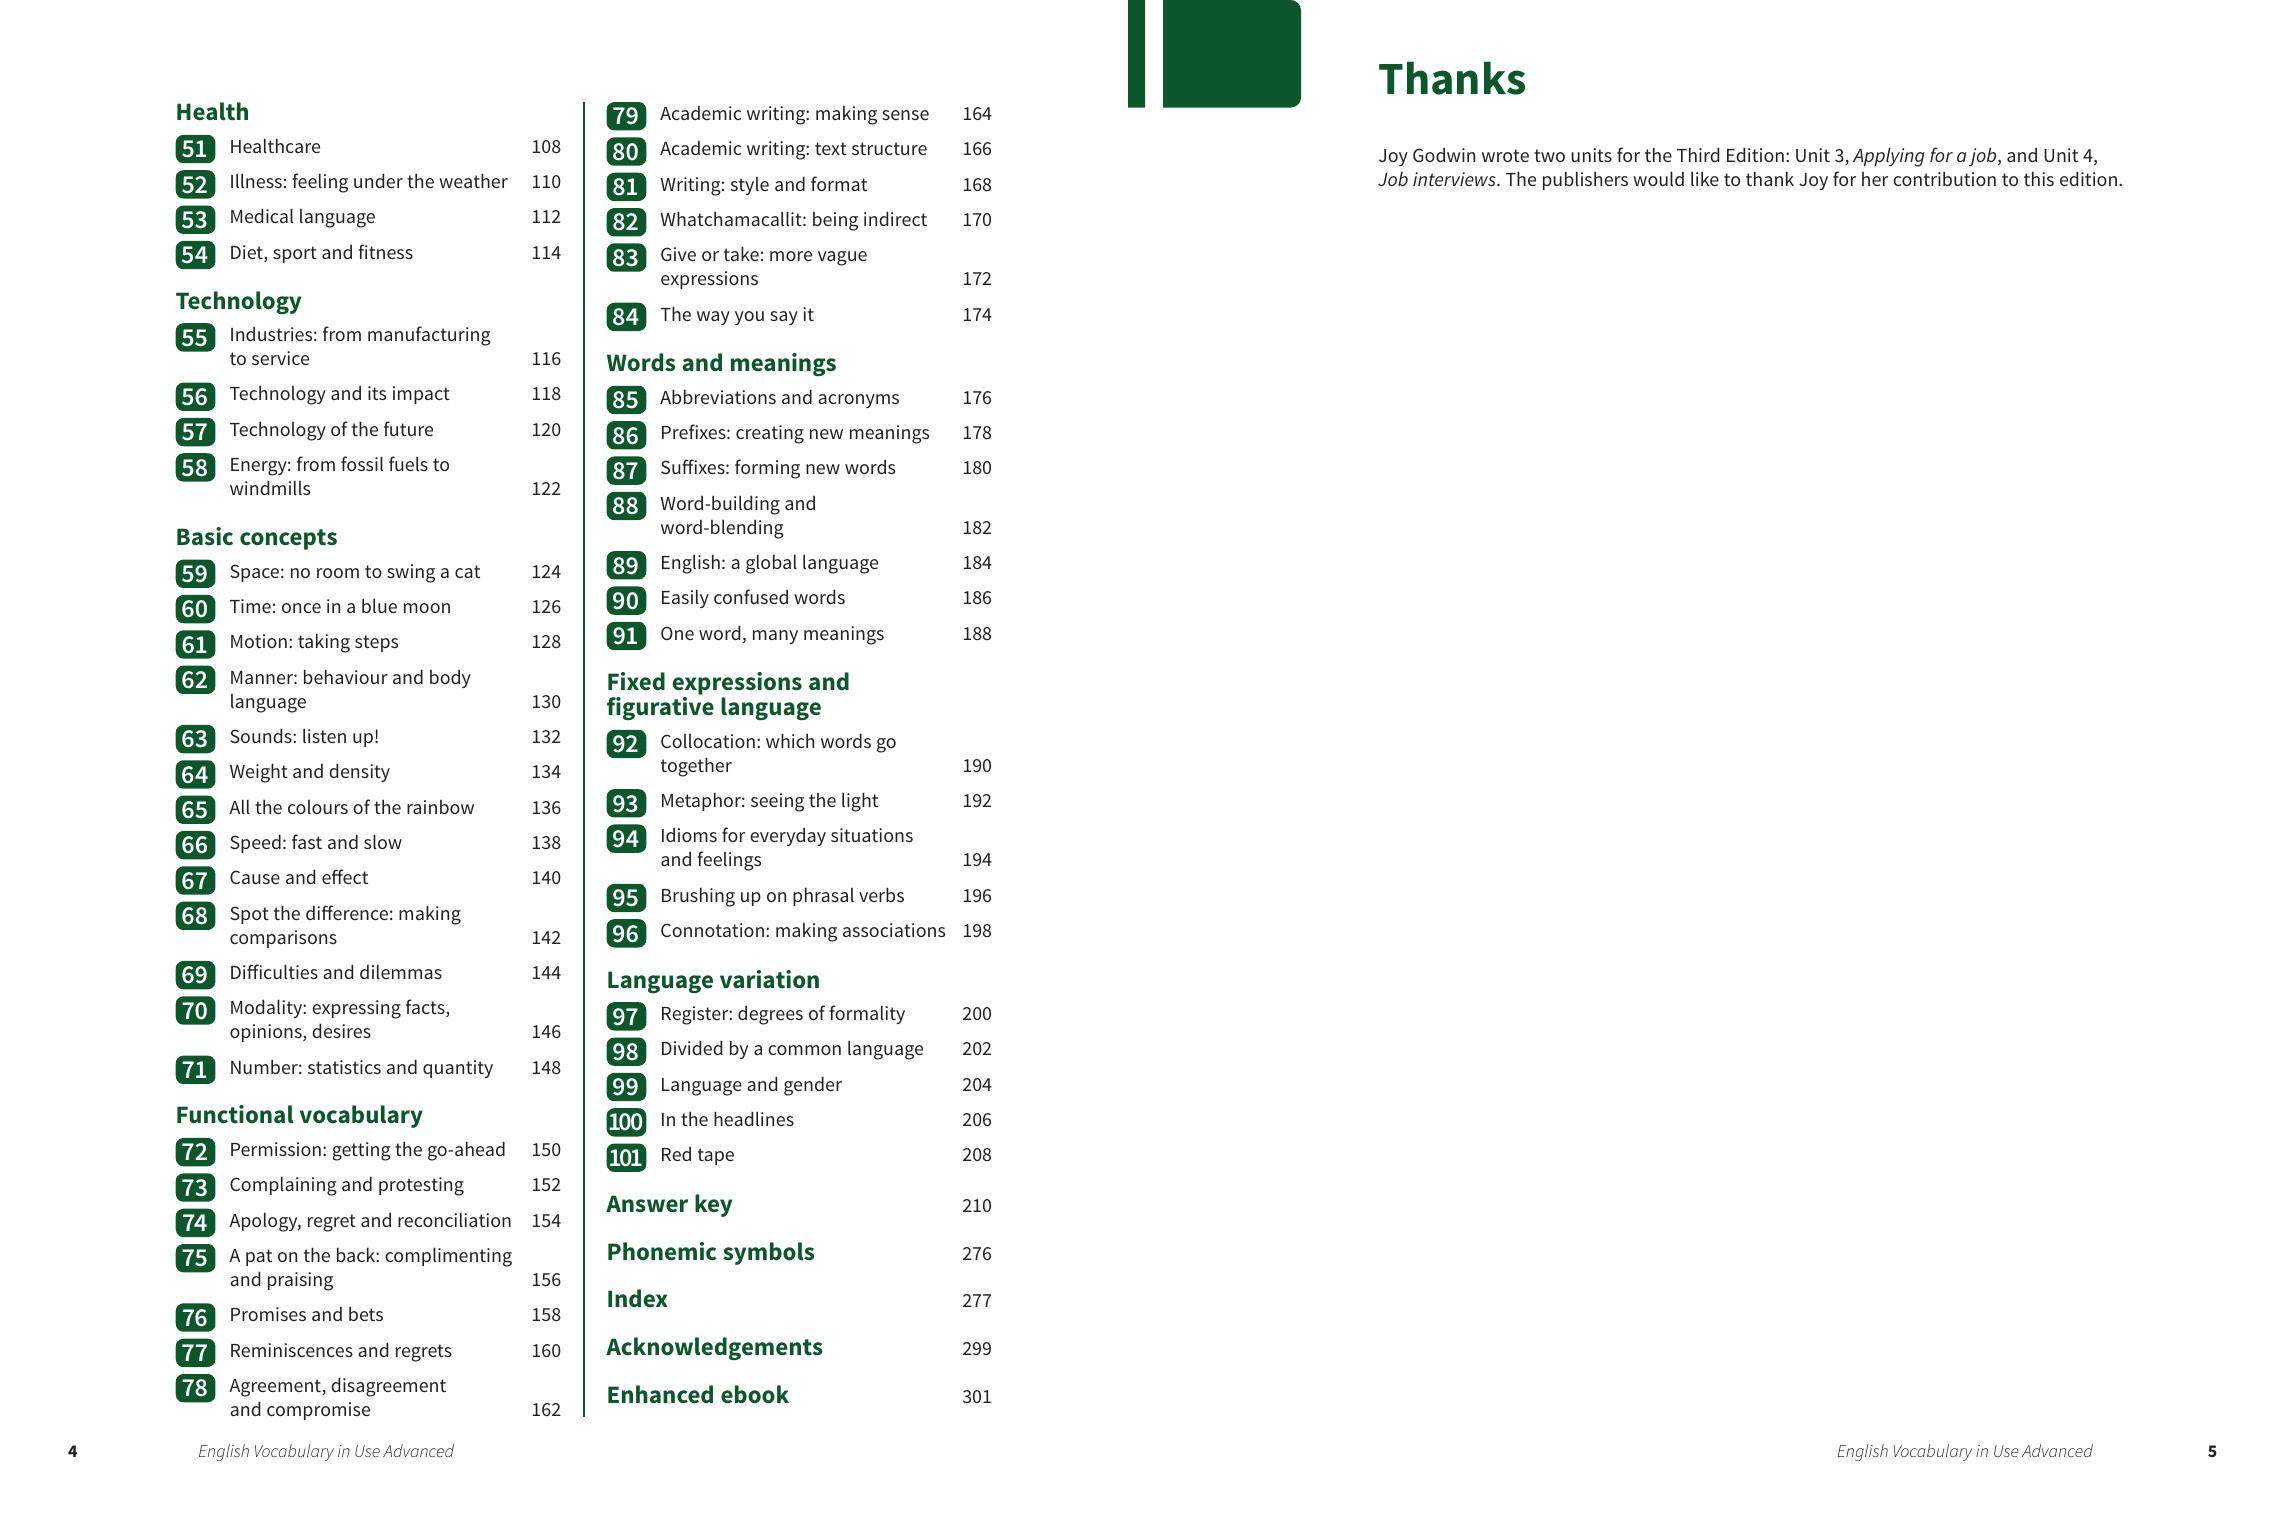 Health
51 Healthcare 108
52 Illness: feeling under the weather 110
53 Medical language 112
54 Diet, sport and fitness 114
Technology
55 Industries: from manufacturing
to service 116
56 Technology and its impact 118
57 Technology of the future 120
58 Energy: from fossil fuels to
windmills 122
Basic concepts
59 Space: no room to swing a cat 124
60 Time: once in a blue moon 126
61 Motion: taking steps 128
62 Manner: behaviour and body
language 130
63 Sounds: listen up! 132
64 Weight and density 134
65 All the colours of the rainbow 136
66 Speed: fast and slow 138
67 Cause and effect 140
68 Spot the difference: making
comparisons 142
69 Difficulties and dilemmas 144
70 Modality: expressing facts,
opinions, desires 146
71 Number: statistics and quantity 148
Functional vocabulary
72 Permission: getting the go-ahead 150
73 Complaining and protesting 152
74 Apology, regret and reconciliation 154
75 A pat on the back: complimenting
and praising 156
76 Promises and bets 158
77 Reminiscences and regrets 160
78 Agreement, disagreement
and compromise 162
79 Academic writing: making sense 164
80 Academic writing: text structure 166
81 Writing: style and format 168
82 Whatchamacallit: being indirect 170
83 Give or take: more vague
expressions 172
84 The way you say it 174
Words and meanings
85 Abbreviations and acronyms 176
86 Prefixes: creating new meanings 178
87 Suffixes: forming new words 180
88 Word-building and
word-blending 182
89 English: a global language 184
90 Easily confused words 186
91 One word, many meanings 188
Fixed expressions and
figurative language
92 Collocation: which words go
together 190
93 Metaphor: seeing the light 192
94 Idioms for everyday situations
and feelings 194
95 Brushing up on phrasal verbs 196
96 Connotation: making associations 198
Language variation
97 Register: degrees of formality 200
98 Divided by a common language 202
99 Language and gender 204
100 In the headlines 206
101 Red tape 208
Answer key 210
Phonemic symbols 276
Index 277
Acknowledgements 299
Enhanced ebook 301
4 English Vocabulary in Use Advanced
Thanks
Joy Godwin wrote two units for the Third Edition: Unit 3, Applying for a job, and Unit 4,
Job interviews. The publishers would like to thank Joy for her contribution to this edition.
English Vocabulary in Use Advanced 5